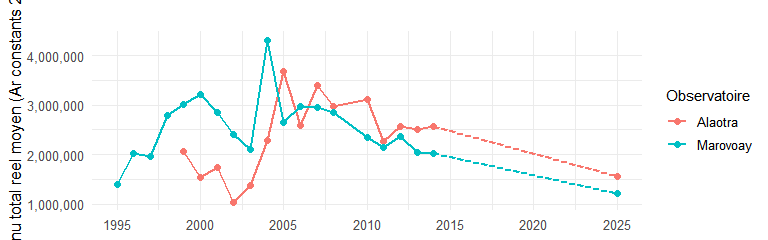 nu total reel moyen (Ar constants 2
4,000,000
3,000,000
2,000,000
1,000,000
1995 2000 2005 2010 2015 2020 2025
Observatoire
Alaotra
Marovoay